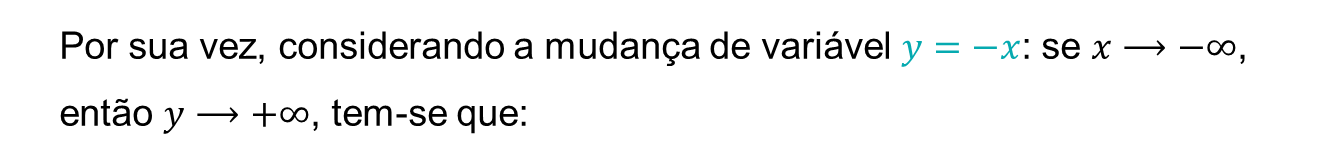 Por sua vez, considerando a mudança de variável y = −x: se x ⟶ −∞,
então y ⟶ +∞, tem-se que: